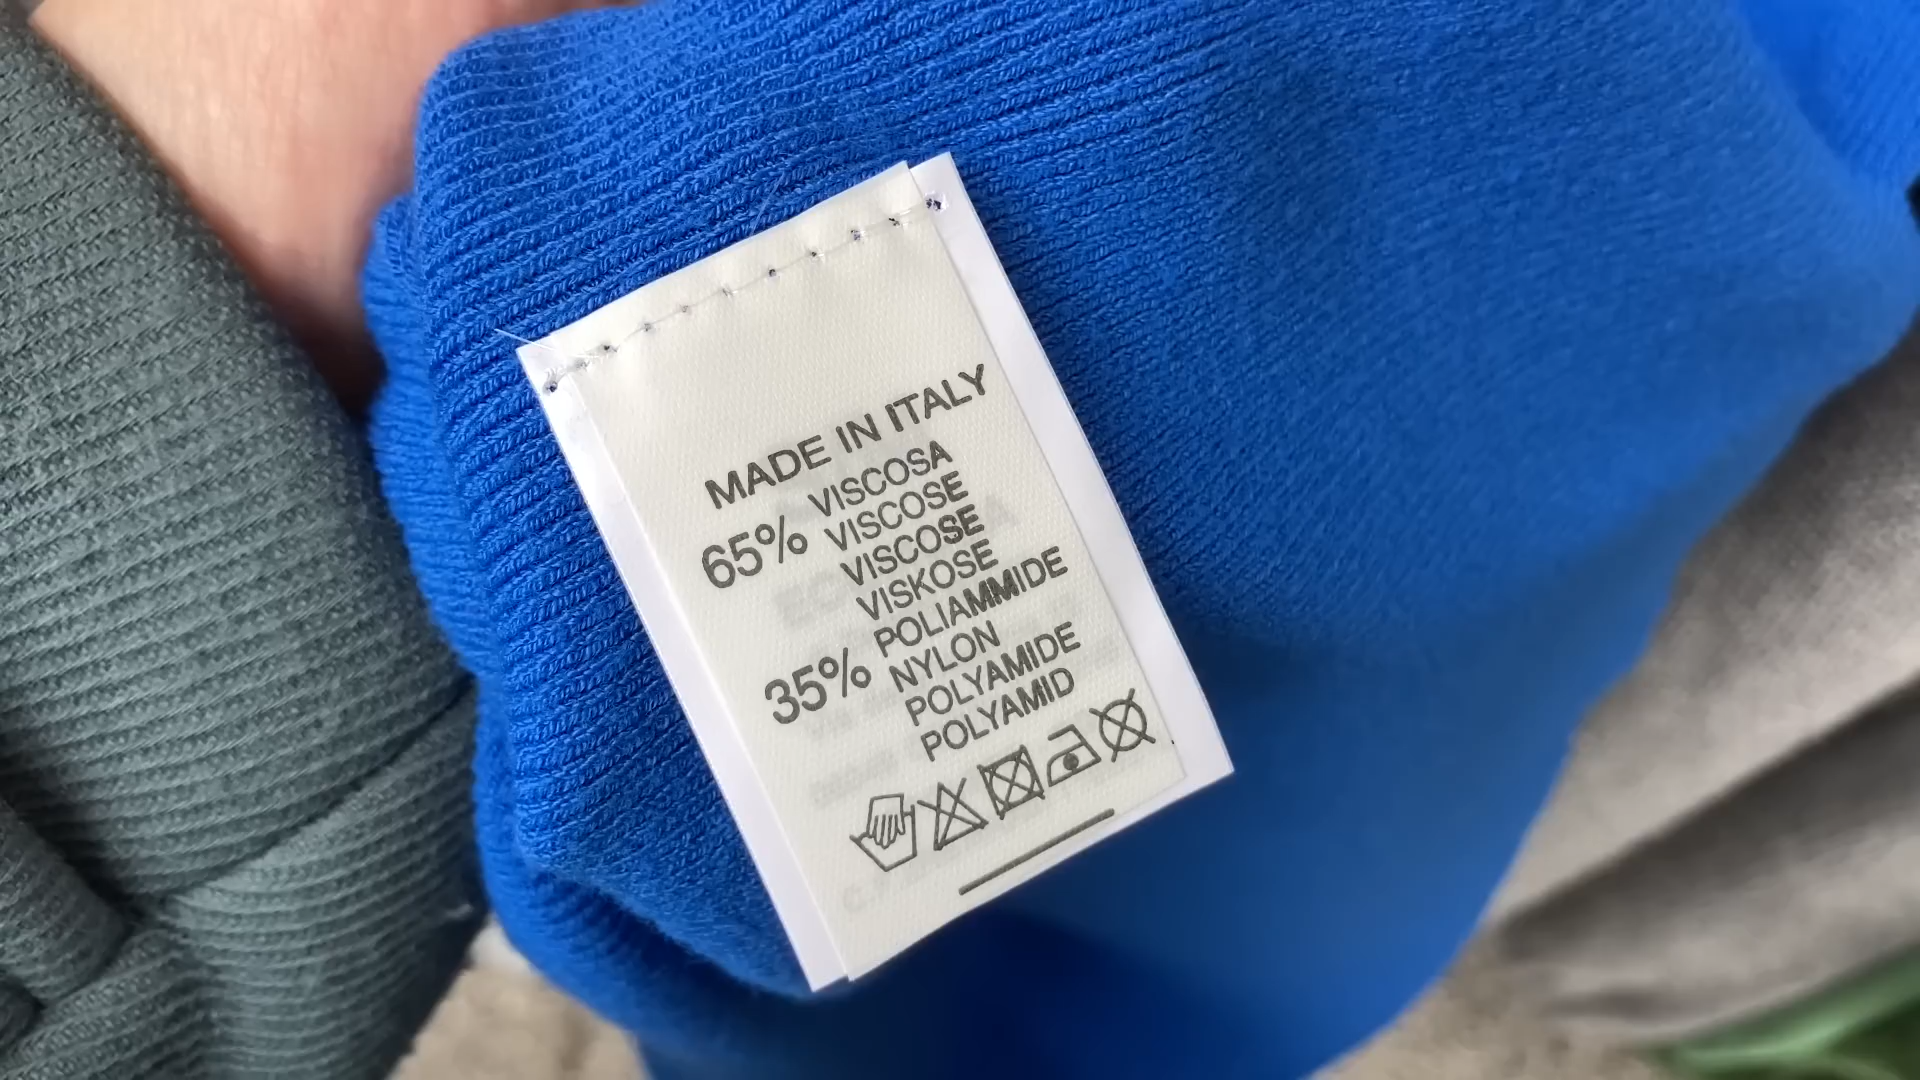 MADE IN ITALY
65% VISCOSA
VISCOSE
VISCOSE
VISKOSE
35% POLIAMMIDE
NYLON
POLYAMIDE
POLYAMID